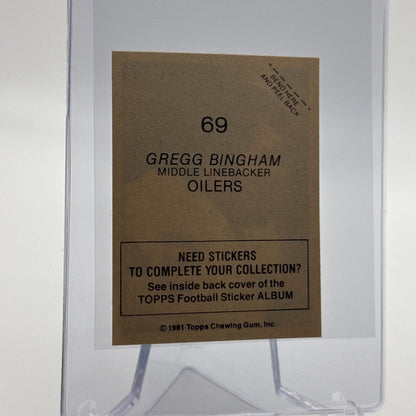 BEND HERE
AND PEEL BACK
69
GREGG BINGHAM
MIDDLE LINEBACKER
OILERS
NEED STICKERS
TO COMPLETE YOUR COLLECTION?
See inside back cover of the
TOPPS Football Sticker ALBUM
© 1981 Topps Chewing Gum, Inc.